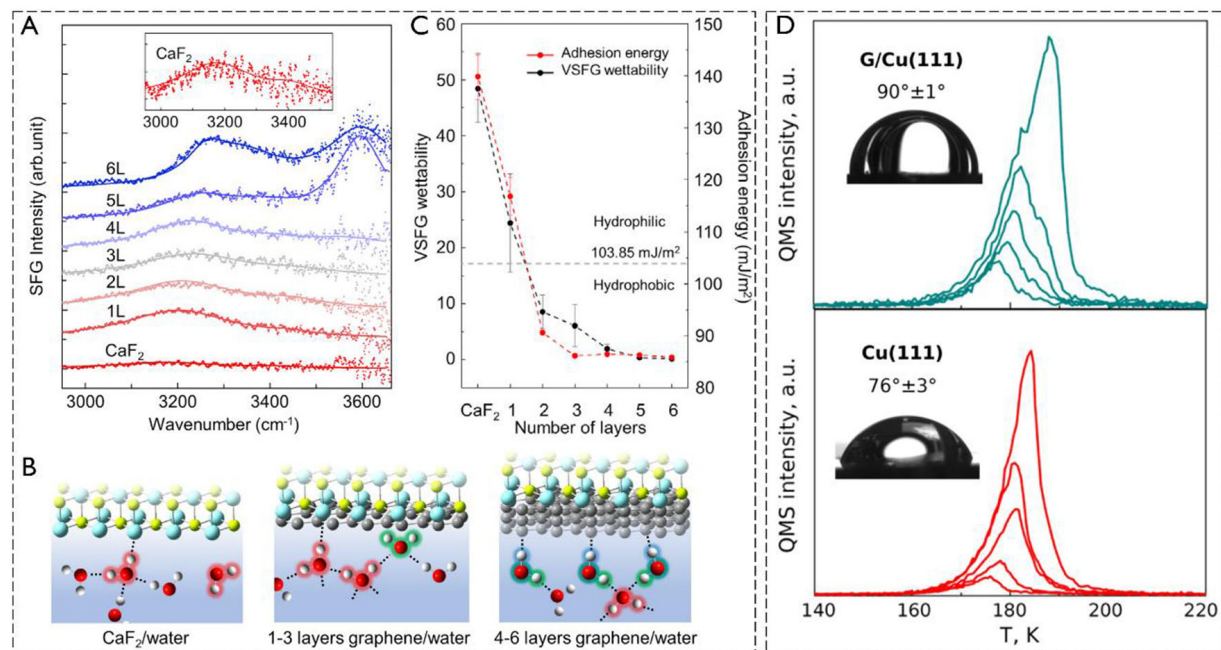 A
CaF2
3000 3200 3400
6L
5L
4L
3L
2L
1L
CaF2
SFG Intensity (arb.unit)
3000 3200 3400 3600
Wavenumber (cm-1)
C
60
50
40
30
20
10
0
VSFG wettability
Adhesion energy
VSFG wettability
Hydrophilic
103.85 mJ/m2
Hydrophobic
150
140
130
120
110
100
90
80
Adhesion energy (mJ/m2)
CaF2 1 2 3 4 5 6
Number of layers
B
CaF2/water
1-3 layers graphene/water
4-6 layers graphene/water
D
G/Cu(111)
90°±1°
QMS intensity, a.u.
Cu(111)
76°±3°
QMS intensity, a.u.
140 160 180 200 220
T, K